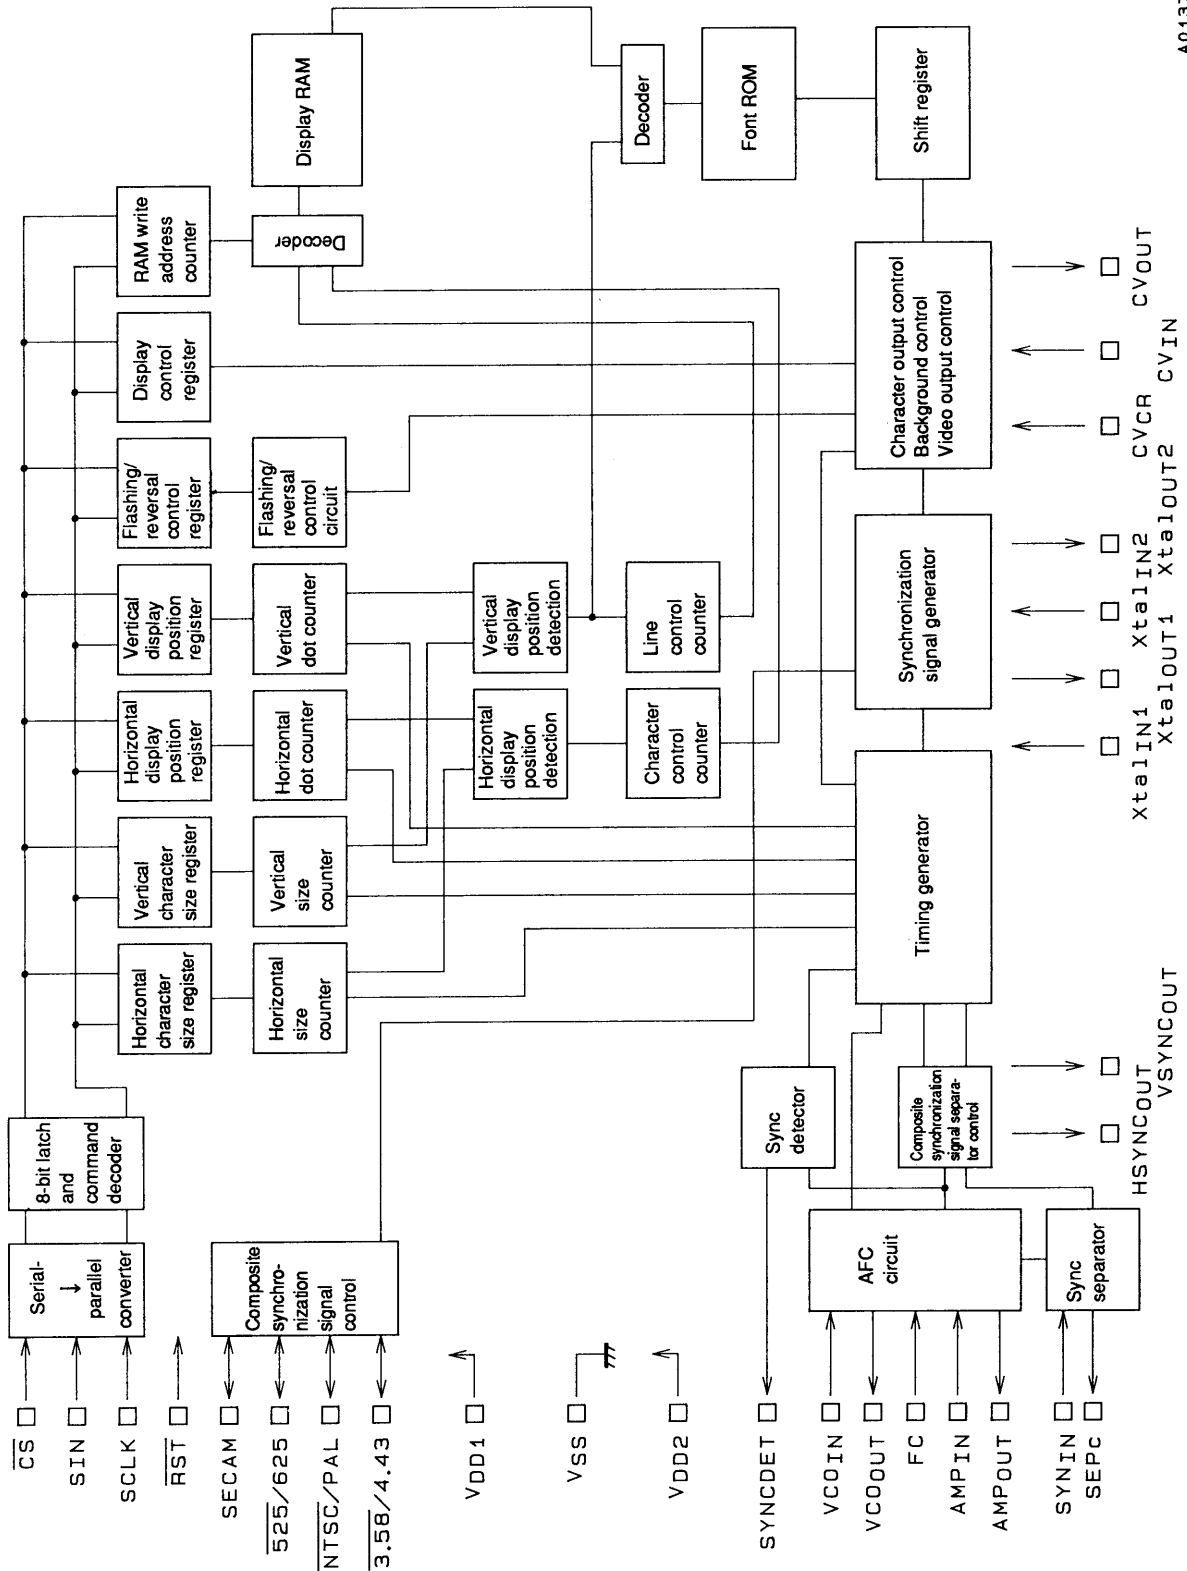 CS
SIN
SCLK
RST
SECAM
525/625
NTSC/PAL
3.58/4.43
VDD1
VSS
VDD2
SYNCDET
VCOIN
VCOOUT
FC
AMPIN
AMPOUT
SYNIN
SEPC
Serial-
↓
parallel
converter
8-bit latch
and
command
decoder
Composite
synchro-
nization
signal
control
Horizontal
character
size register
Vertical
character
size register
Horizontal
display
position
register
Vertical
display
position
register
Flashing/
reversal
control
register
Display
control
register
RAM write
address
counter
Horizontal
size
counter
Vertical
size
counter
Horizontal
dot counter
Vertical
dot counter
Flashing/
reversal
control
circuit
Decoder
Display RAM
Horizontal
display
position
detection
Vertical
display
position
detection
Character
control
counter
Line
control
counter
Decoder
Font ROM
Shift register
Sync
detector
AFC
circuit
Composite
synchronization
signal separa-
tor control
Sync
separator
Timing generator
Synchronization
signal generator
Character output control
Background control
Video output control
HSYNCOUT
VSYNCOUT
XtalIN1
XtalOUT1
XtalIN2
XtalOUT2
CVCR
CVIN
CVOUT